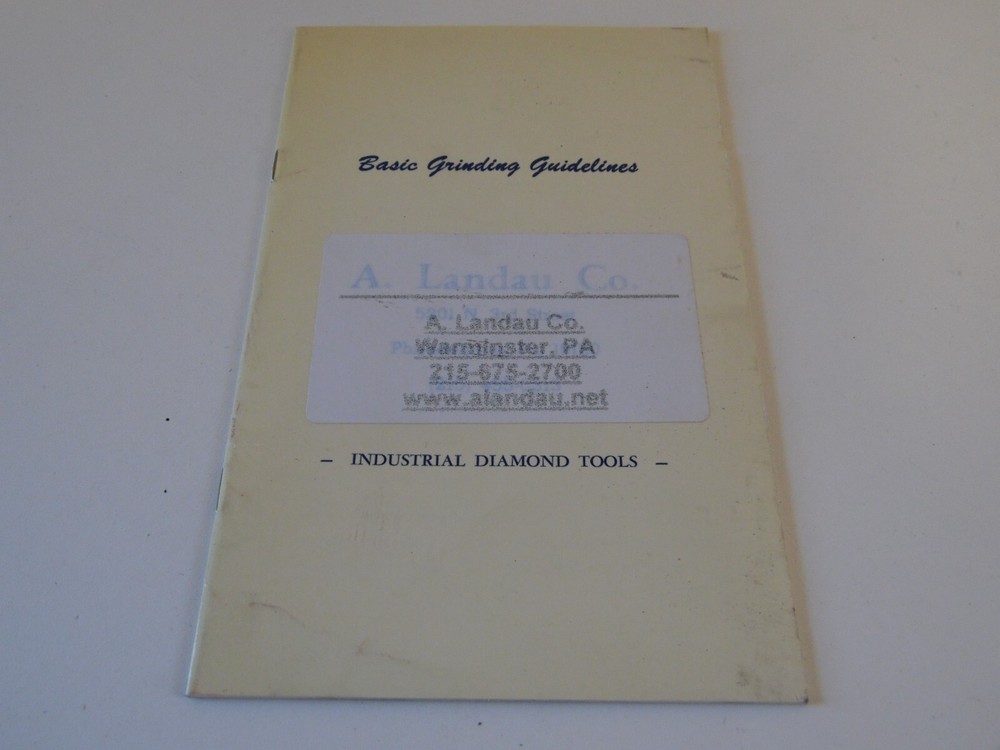 Basic Grinding Guidelines
A. Landau Co.
A. Landau Co.
Warminster, PA
215-675-2700
www.alandau.net
– INDUSTRIAL DIAMOND TOOLS –